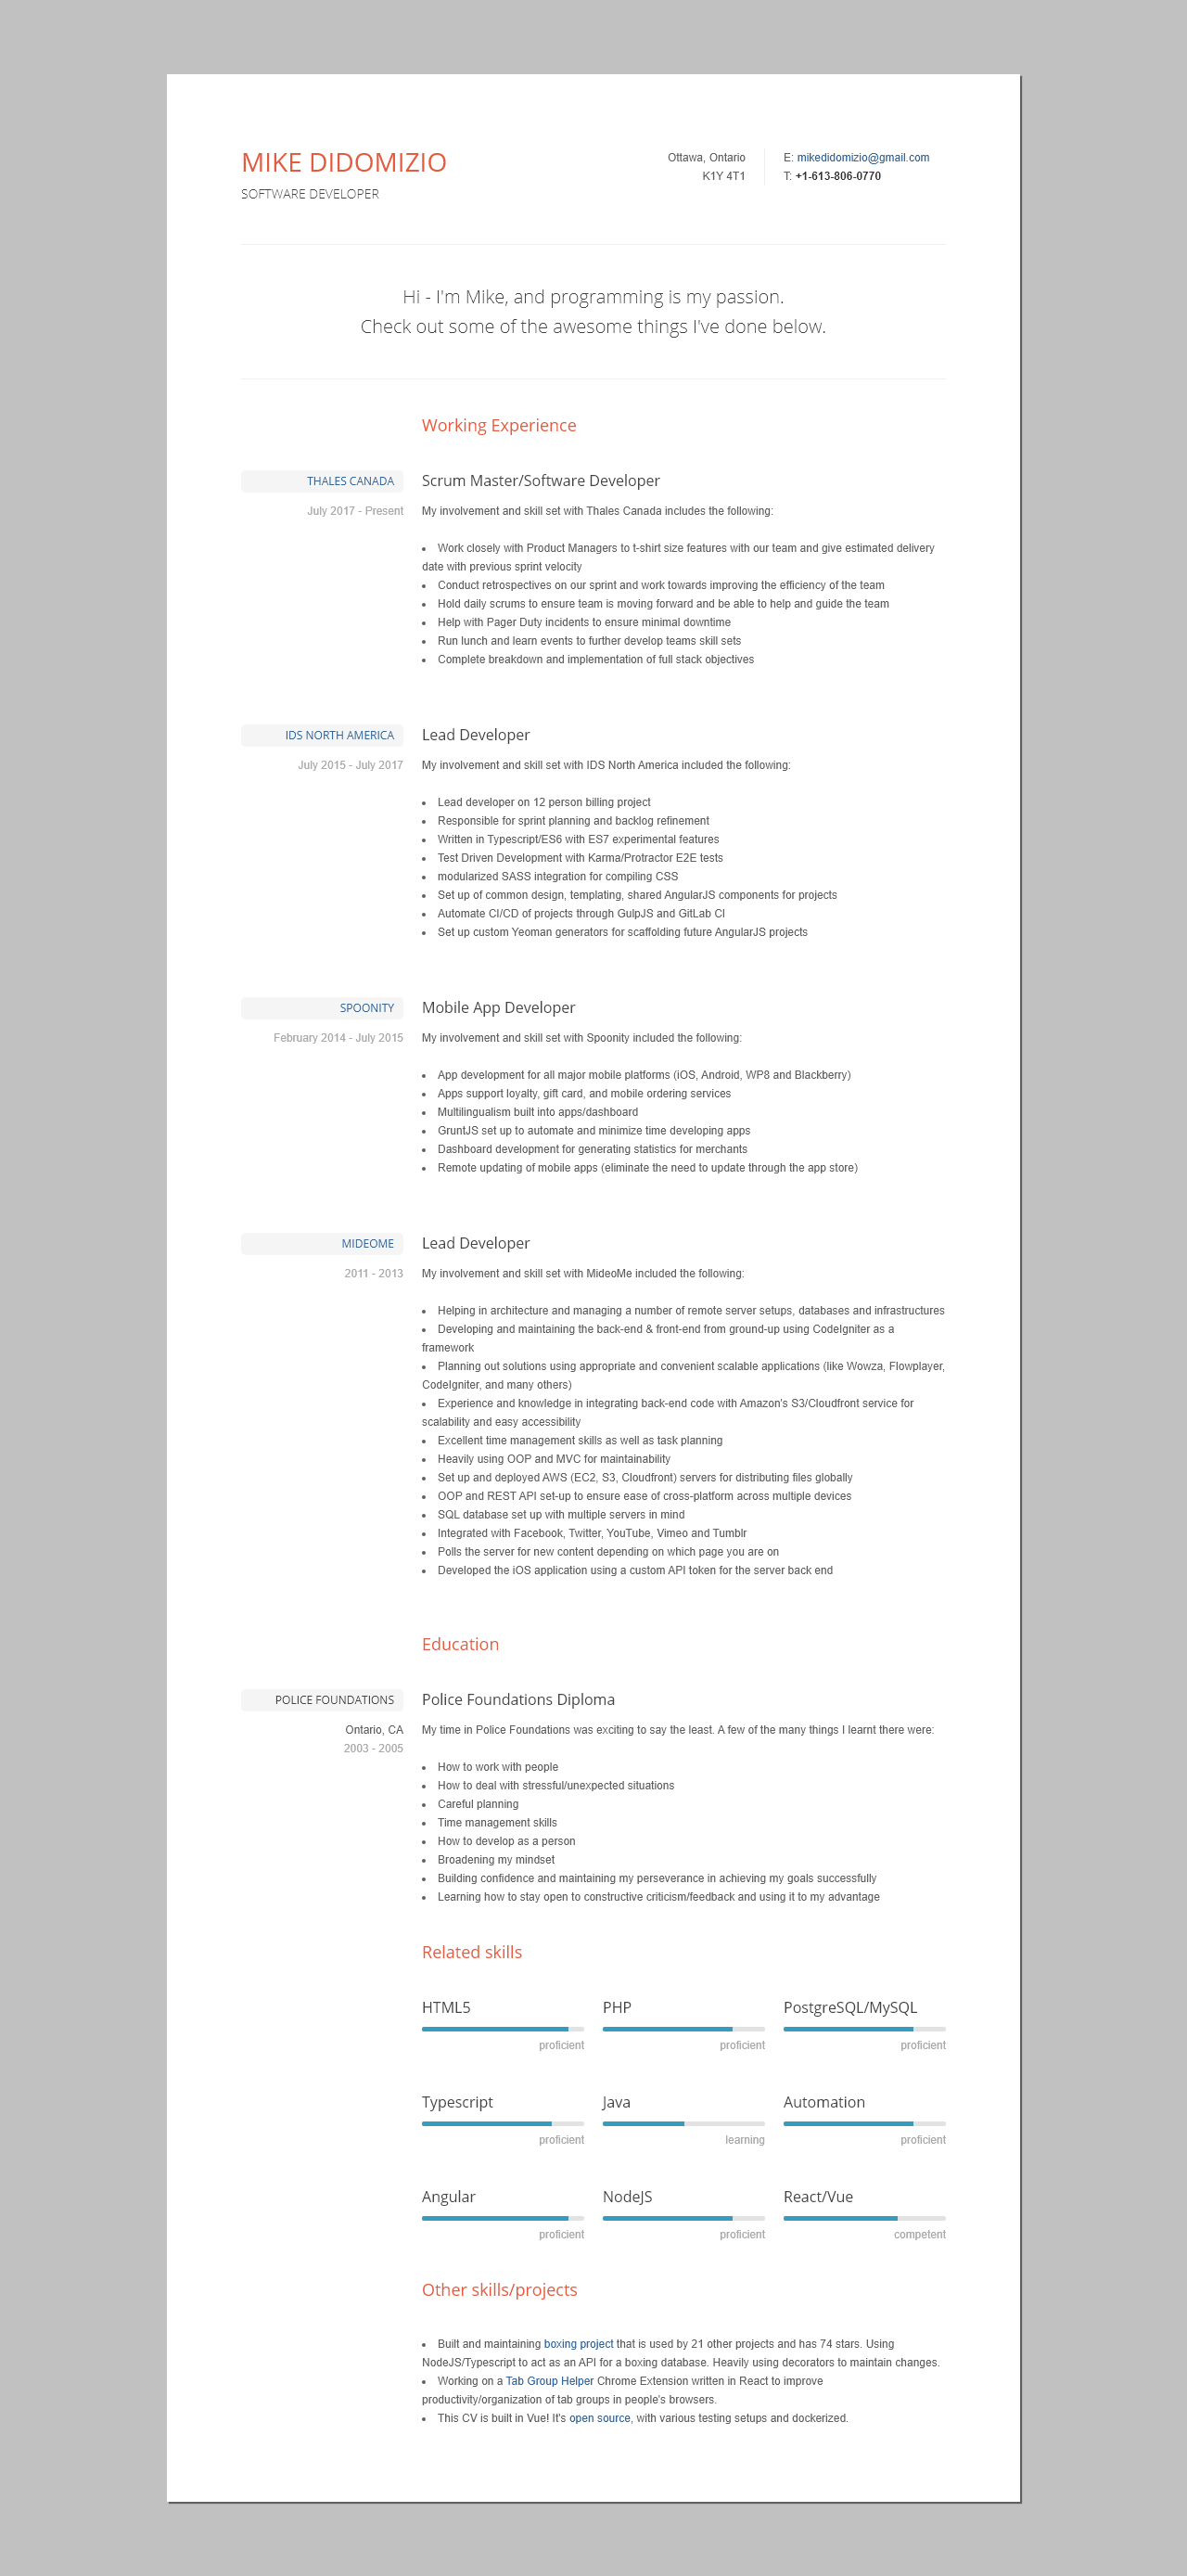 MIKE DIDOMIZIO
SOFTWARE DEVELOPER
Ottawa, Ontario
K1Y 4T1
E: mikedidomizio@gmail.com
T: +1-613-806-0770
Hi - I'm Mike, and programming is my passion.
Check out some of the awesome things I've done below.
Working Experience
THALES CANADA
July 2017 - Present
Scrum Master/Software Developer
My involvement and skill set with Thales Canada includes the following:
• Work closely with Product Managers to t-shirt size features with our team and give estimated delivery
date with previous sprint velocity
• Conduct retrospectives on our sprint and work towards improving the efficiency of the team
• Hold daily scrums to ensure team is moving forward and be able to help and guide the team
• Help with Pager Duty incidents to ensure minimal downtime
• Run lunch and learn events to further develop teams skill sets
• Complete breakdown and implementation of full stack objectives
IDS NORTH AMERICA
July 2015 - July 2017
Lead Developer
My involvement and skill set with IDS North America included the following:
• Lead developer on 12 person billing project
• Responsible for sprint planning and backlog refinement
• Written in Typescript/ES6 with ES7 experimental features
• Test Driven Development with Karma/Protractor E2E tests
• modularized SASS integration for compiling CSS
• Set up of common design, templating, shared AngularJS components for projects
• Automate CI/CD of projects through GulpJS and GitLab CI
• Set up custom Yeoman generators for scaffolding future AngularJS projects
SPOONITY
February 2014 - July 2015
Mobile App Developer
My involvement and skill set with Spoonity included the following:
• App development for all major mobile platforms (iOS, Android, WP8 and Blackberry)
• Apps support loyalty, gift card, and mobile ordering services
• Multilingualism built into apps/dashboard
• GruntJS set up to automate and minimize time developing apps
• Dashboard development for generating statistics for merchants
• Remote updating of mobile apps (eliminate the need to update through the app store)
MIDEOME
2011 - 2013
Lead Developer
My involvement and skill set with MideoMe included the following:
• Helping in architecture and managing a number of remote server setups, databases and infrastructures
• Developing and maintaining the back-end & front-end from ground-up using CodeIgniter as a
framework
• Planning out solutions using appropriate and convenient scalable applications (like Wowza, Flowplayer,
CodeIgniter, and many others)
• Experience and knowledge in integrating back-end code with Amazon's S3/Cloudfront service for
scalability and easy accessibility
• Excellent time management skills as well as task planning
• Heavily using OOP and MVC for maintainability
• Set up and deployed AWS (EC2, S3, Cloudfront) servers for distributing files globally
• OOP and REST API set-up to ensure ease of cross-platform across multiple devices
• SQL database set up with multiple servers in mind
• Integrated with Facebook, Twitter, YouTube, Vimeo and Tumblr
• Polls the server for new content depending on which page you are on
• Developed the iOS application using a custom API token for the server back end
Education
POLICE FOUNDATIONS
Ontario, CA
2003 - 2005
Police Foundations Diploma
My time in Police Foundations was exciting to say the least. A few of the many things I learnt there were:
• How to work with people
• How to deal with stressful/unexpected situations
• Careful planning
• Time management skills
• How to develop as a person
• Broadening my mindset
• Building confidence and maintaining my perseverance in achieving my goals successfully
• Learning how to stay open to constructive criticism/feedback and using it to my advantage
Related skills
HTML5
proficient
PHP
proficient
PostgreSQL/MySQL
proficient
Typescript
proficient
Java
learning
Automation
proficient
Angular
proficient
NodeJS
proficient
React/Vue
competent
Other skills/projects
• Built and maintaining boxing project that is used by 21 other projects and has 74 stars. Using
NodeJS/Typescript to act as an API for a boxing database. Heavily using decorators to maintain changes.
• Working on a Tab Group Helper Chrome Extension written in React to improve
productivity/organization of tab groups in people's browsers.
• This CV is built in Vue! It's open source, with various testing setups and dockerized.